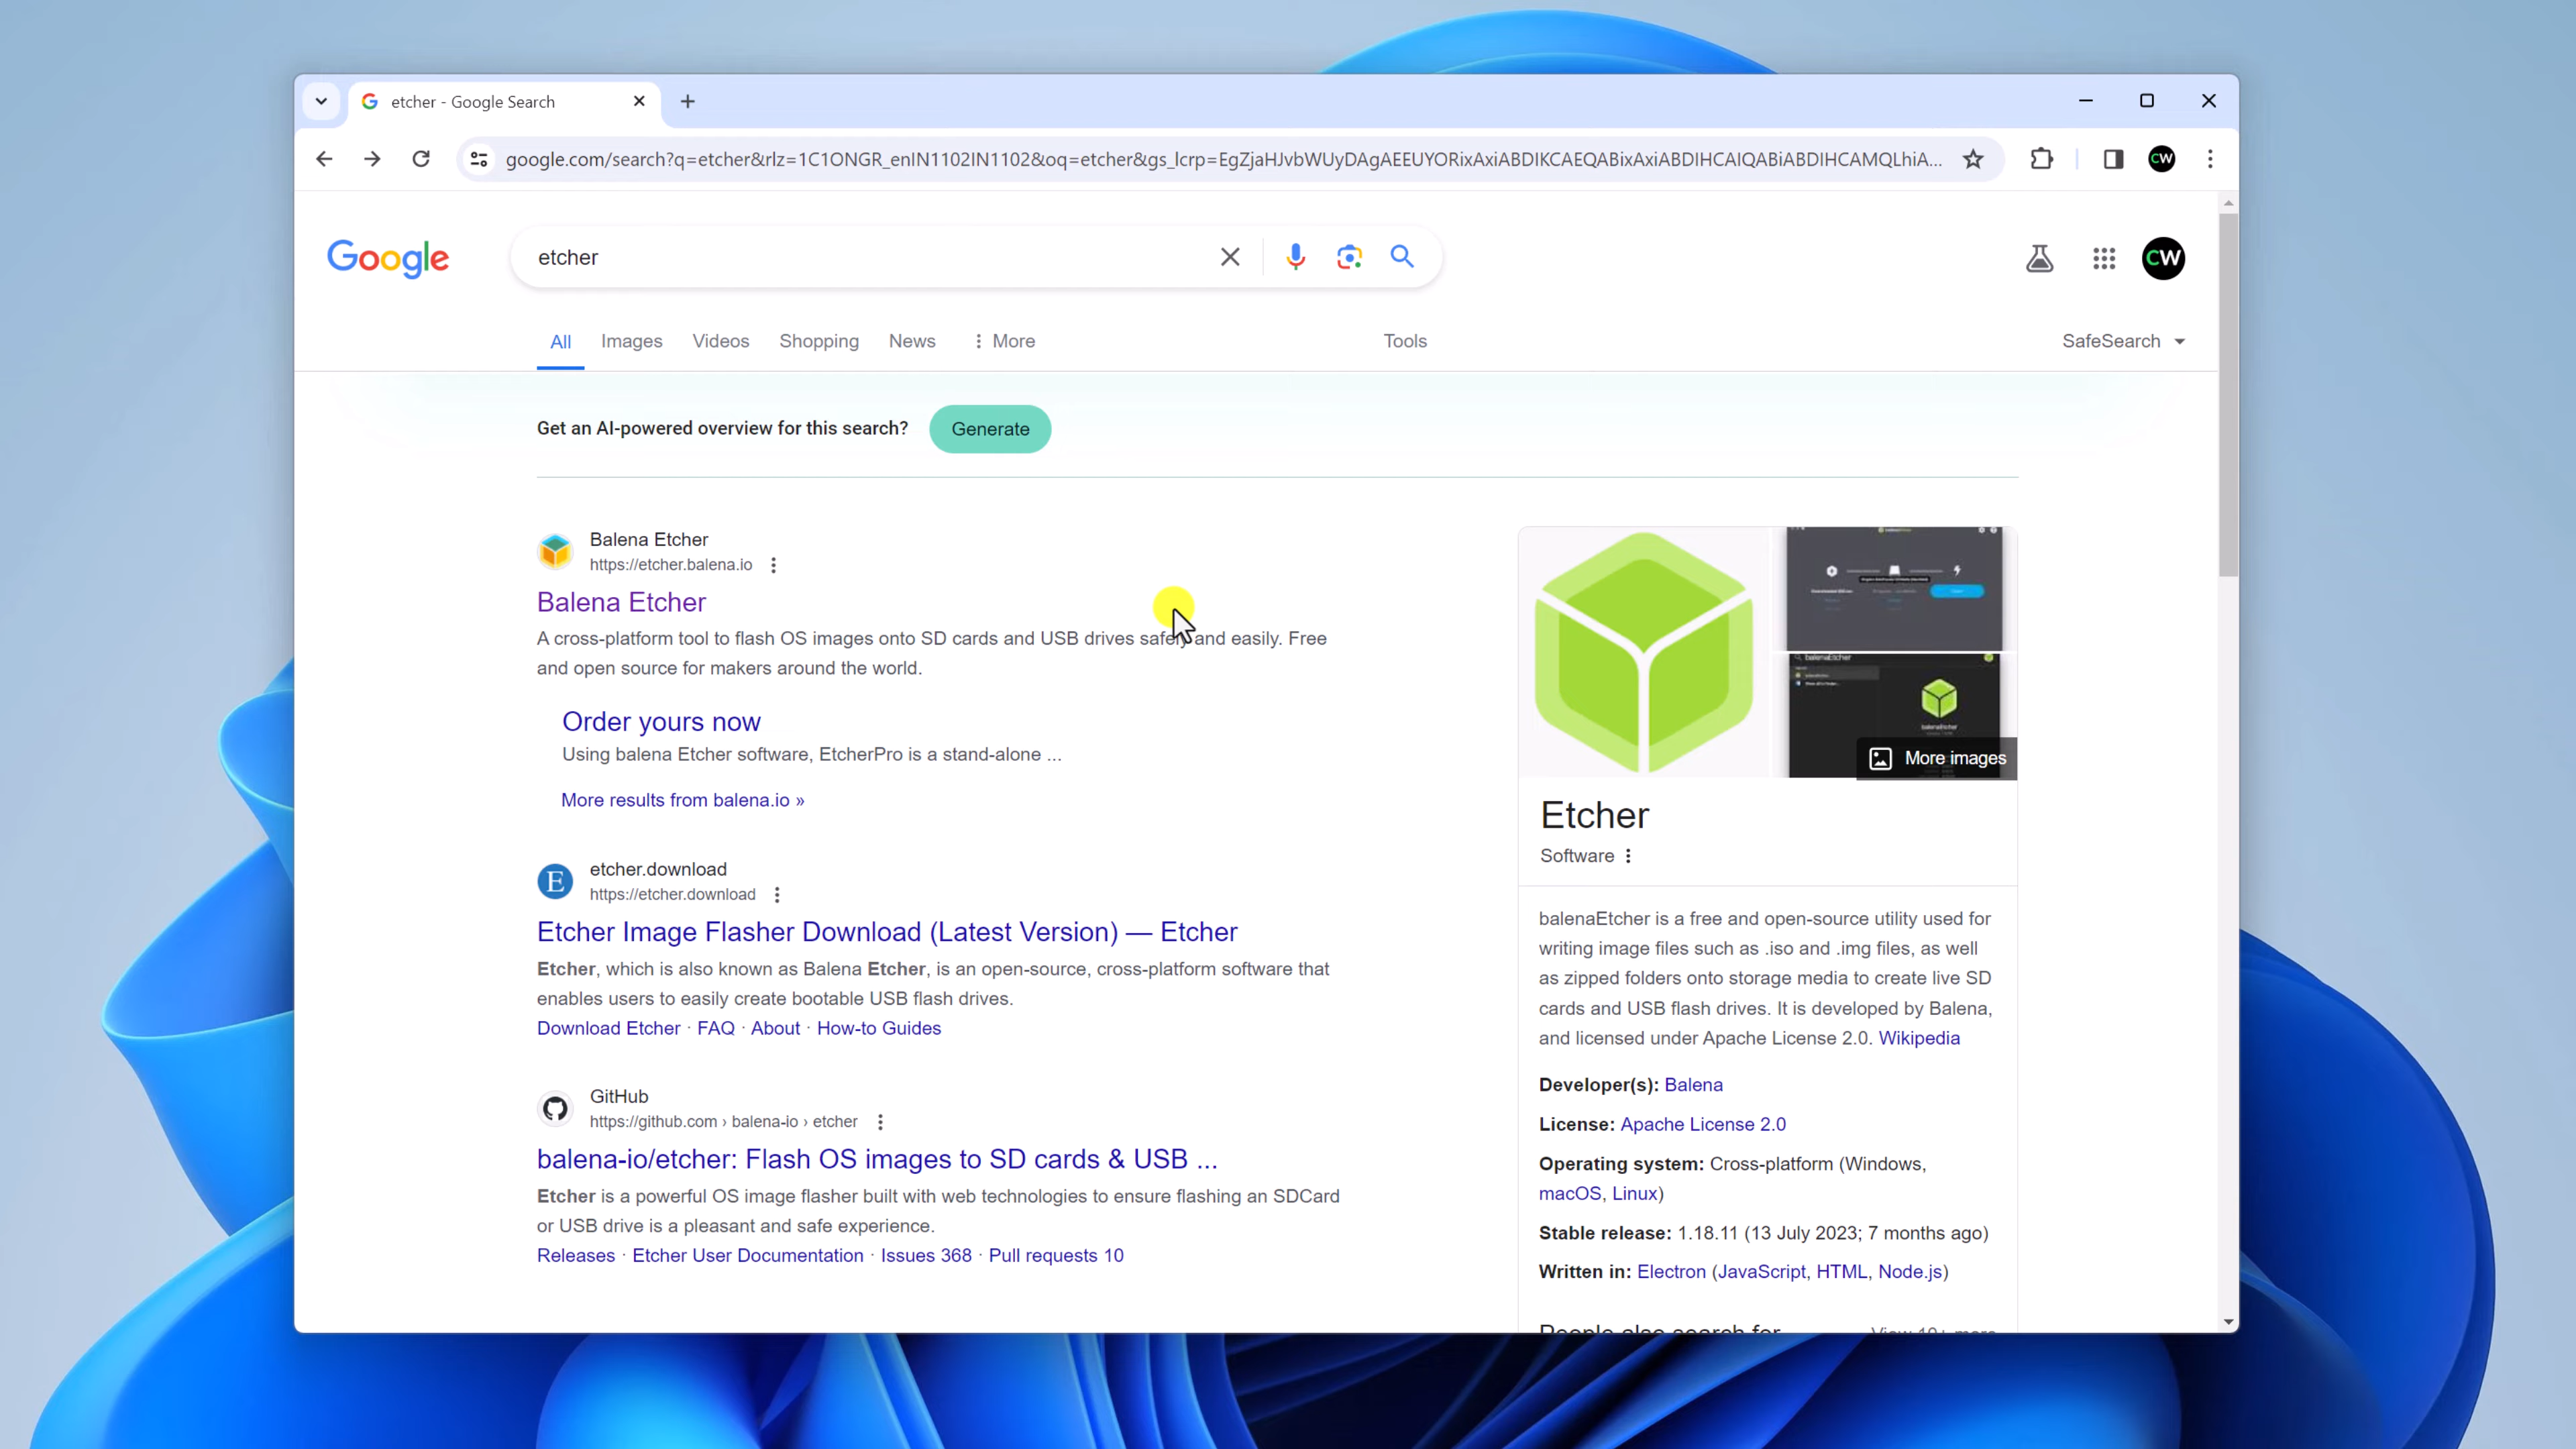 etcher - Google Search
google.com/search?q=etcher&rlz=1C1ONGR_enIN1102IN1102&oq=etcher&gs_lcrp=EgZjaHJvbWUyDAgAEEUYORixAxiABDIKCAEQABixAxiABDIHCAIQABiABDIHCAMQLhiA...
CW
Google
etcher
CW
All Images Videos Shopping News More Tools SafeSearch
Get an AI-powered overview for this search? Generate
Balena Etcher
https://etcher.balena.io
Balena Etcher
A cross-platform tool to flash OS images onto SD cards and USB drives safely and easily. Free
and open source for makers around the world.
Order yours now
Using balena Etcher software, EtcherPro is a stand-alone ...
More results from balena.io »
E
etcher.download
https://etcher.download
Etcher Image Flasher Download (Latest Version) — Etcher
Etcher, which is also known as Balena Etcher, is an open-source, cross-platform software that
enables users to easily create bootable USB flash drives.
Download Etcher · FAQ · About · How-to Guides
GitHub
https://github.com › balena-io › etcher
balena-io/etcher: Flash OS images to SD cards & USB ...
Etcher is a powerful OS image flasher built with web technologies to ensure flashing an SDCard
or USB drive is a pleasant and safe experience.
Releases · Etcher User Documentation · Issues 368 · Pull requests 10
balenaEtcher
More images
Etcher
Software
balenaEtcher is a free and open-source utility used for
writing image files such as .iso and .img files, as well
as zipped folders onto storage media to create live SD
cards and USB flash drives. It is developed by Balena,
and licensed under Apache License 2.0. Wikipedia
Developer(s): Balena
License: Apache License 2.0
Operating system: Cross-platform (Windows,
macOS, Linux)
Stable release: 1.18.11 (13 July 2023; 7 months ago)
Written in: Electron (JavaScript, HTML, Node.js)
People also search for View 10+ more